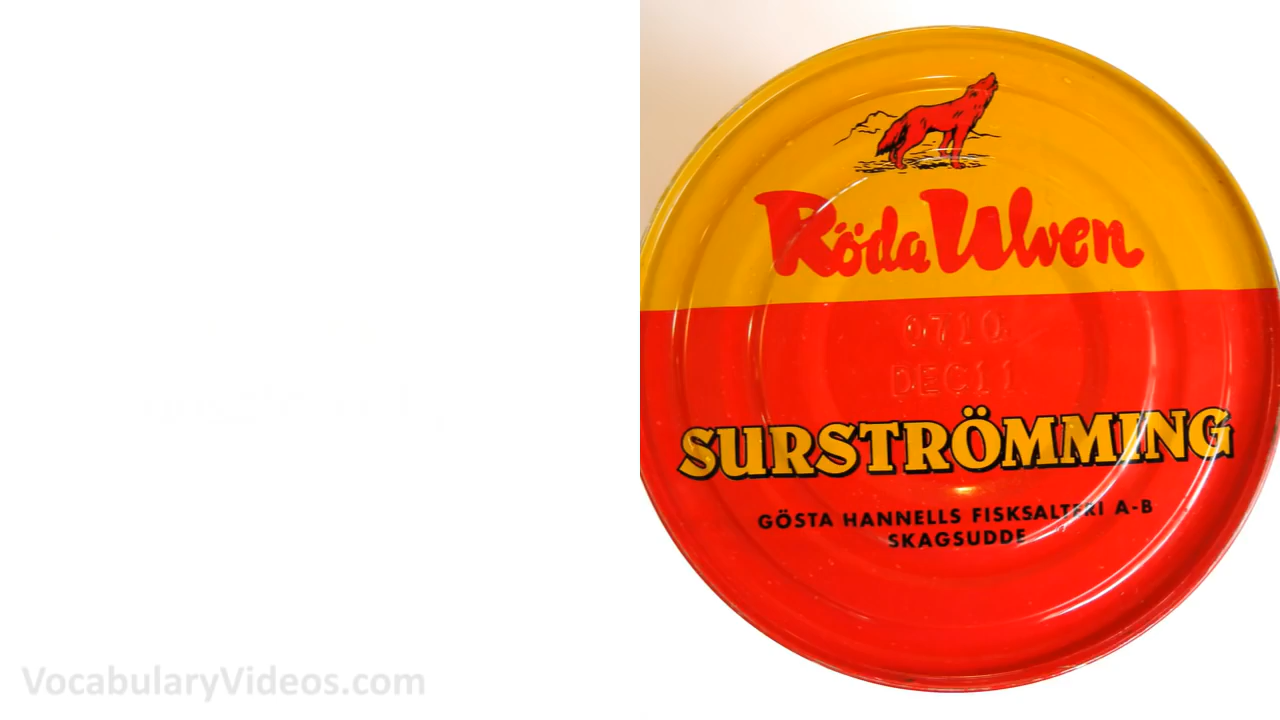 Röda Ulven
0710
DEC11
SURSTRÖMMING
GÖSTA HANNELLS FISKSALTERI A-B
SKAGSUDDE
VocabularyVideos.com